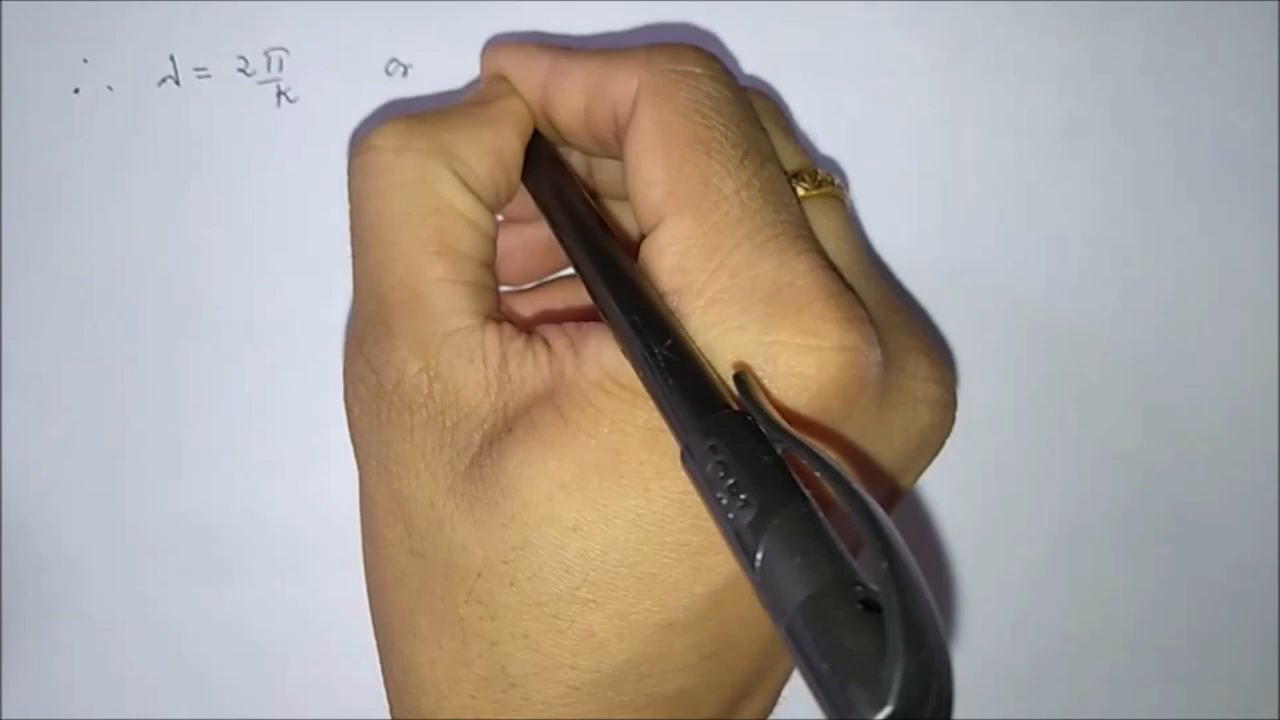 ∴ λ = 2π/k or